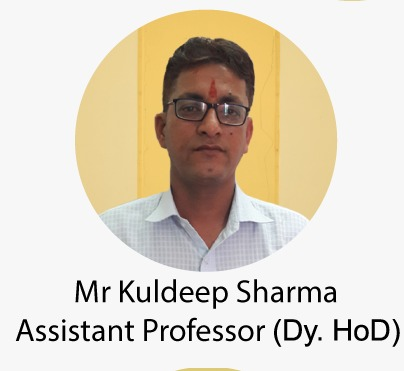 Mr Kuldeep Sharma
Assistant Professor (Dy. HoD)